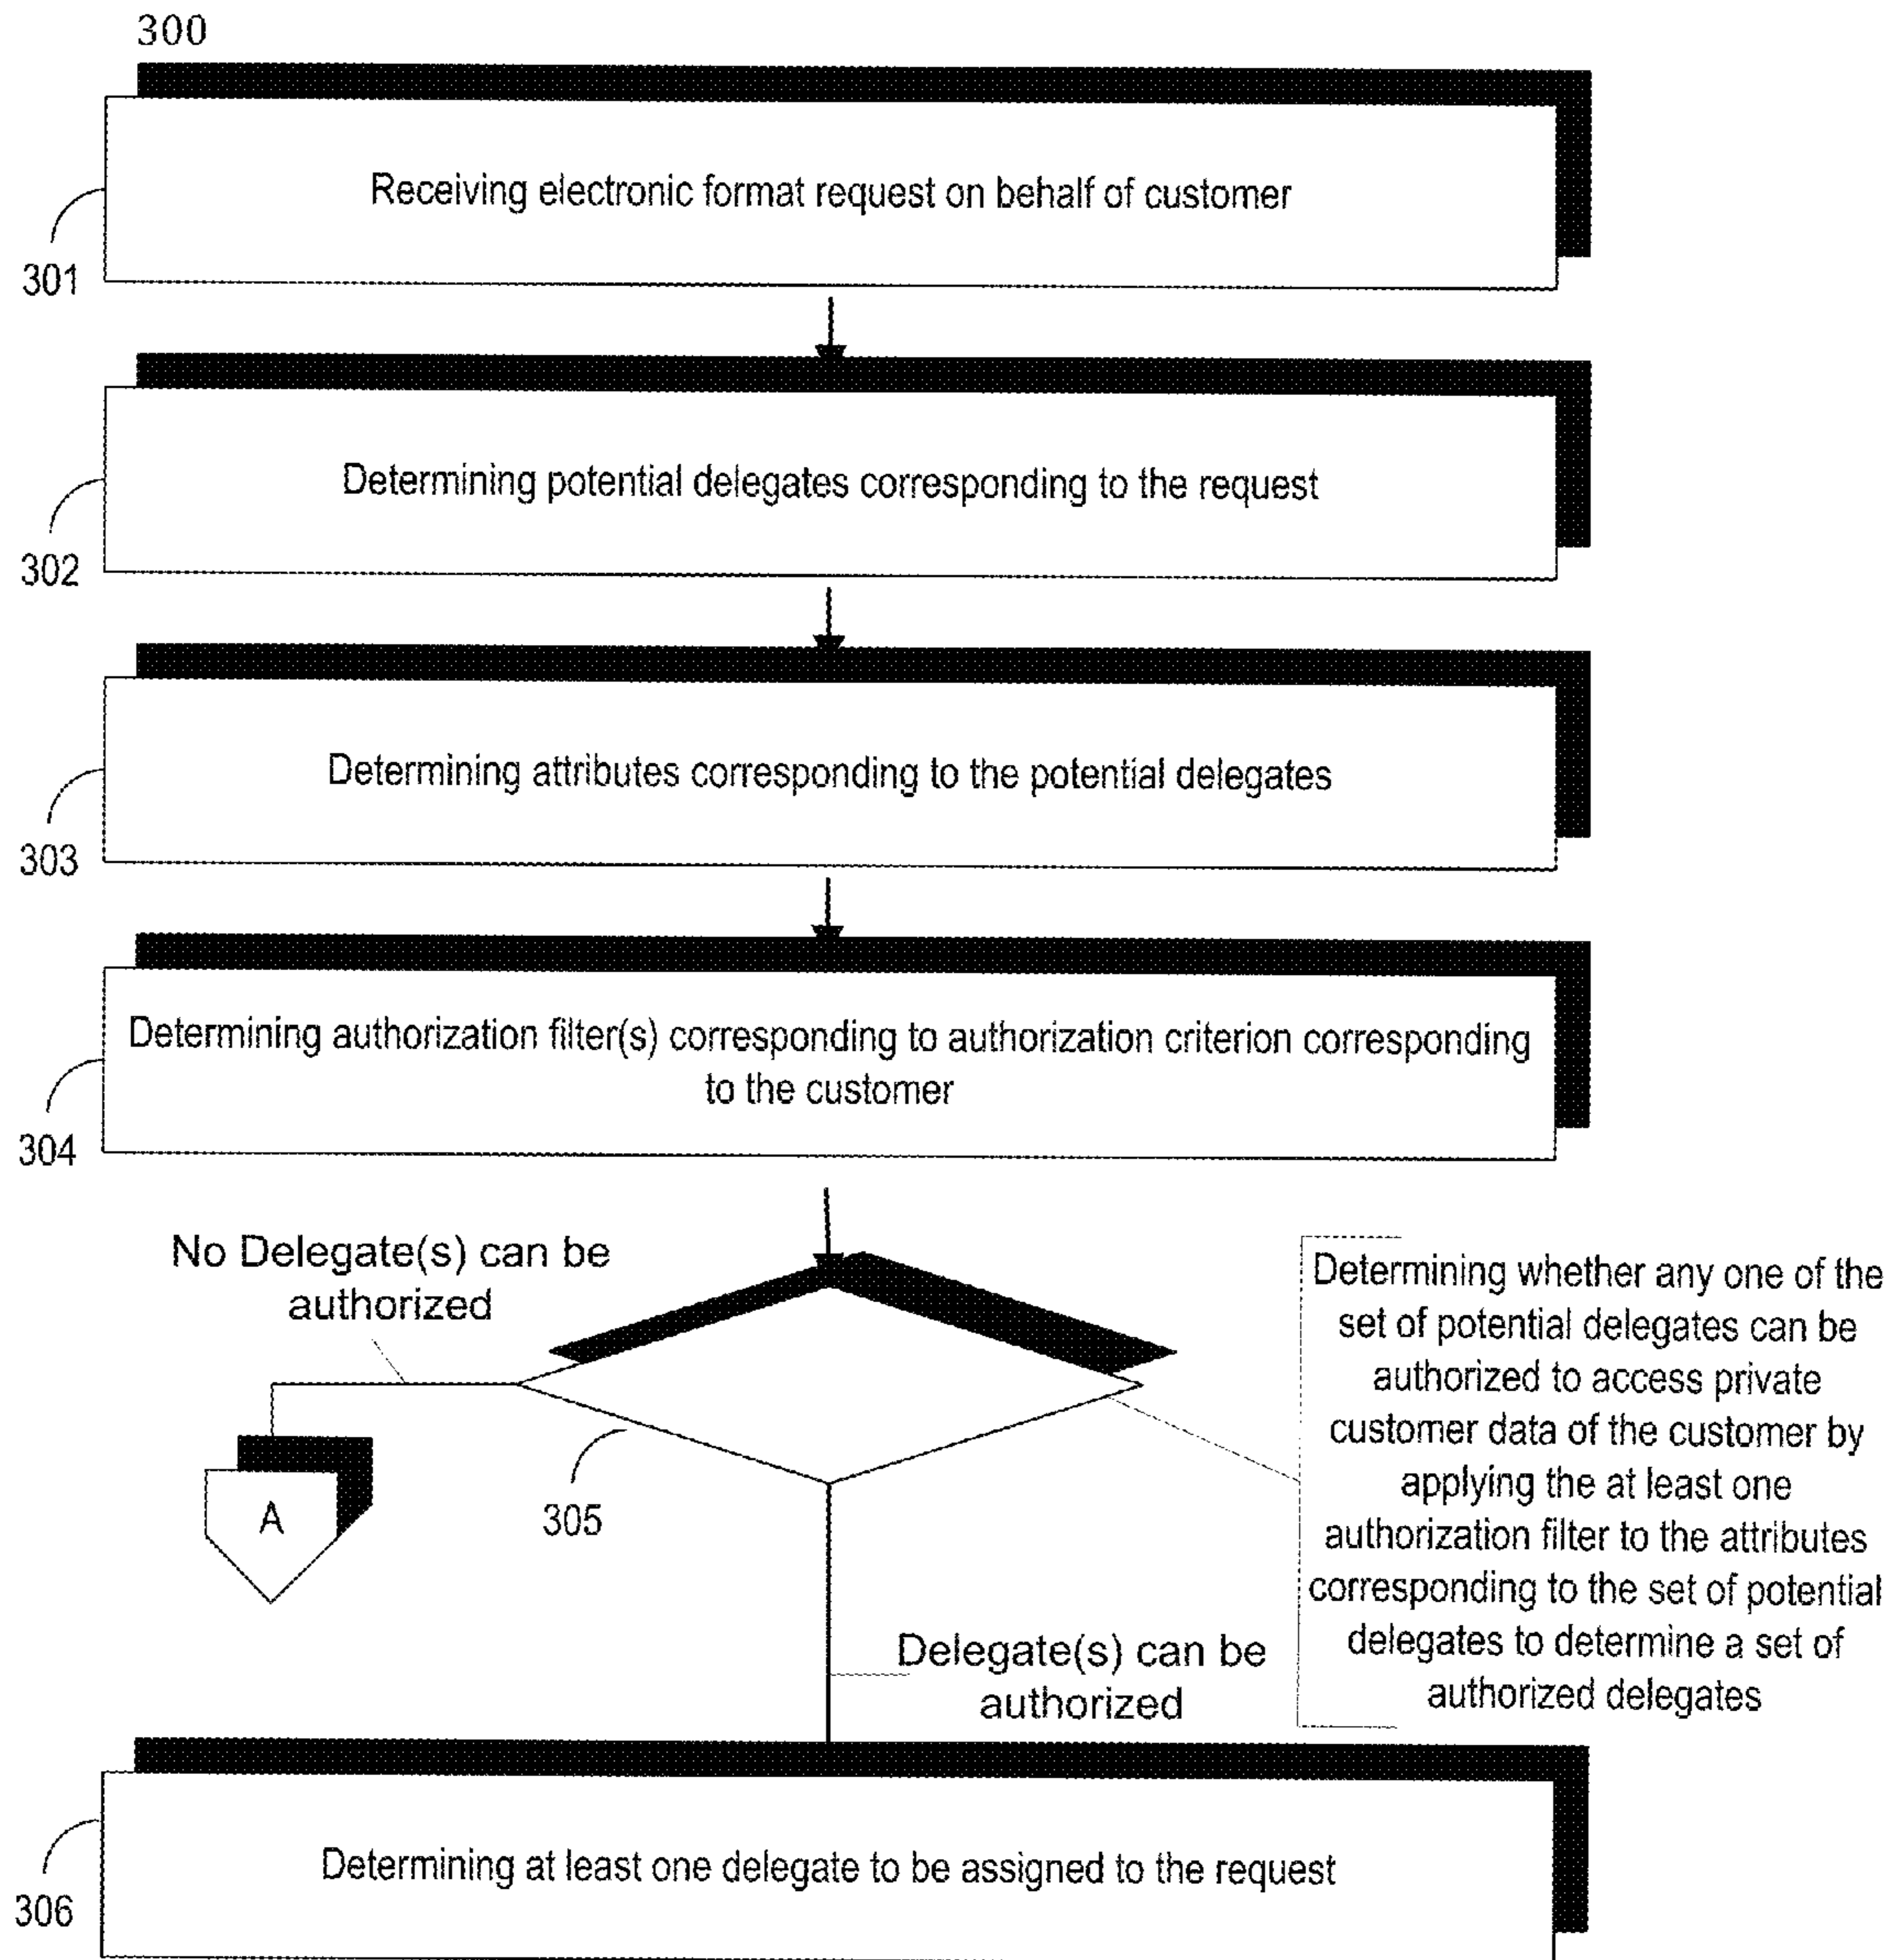 300
Receiving electronic format request on behalf of customer
301
Determining potential delegates corresponding to the request
302
Determining attributes corresponding to the potential delegates
303
Determining authorization filter(s) corresponding to authorization criterion corresponding
to the customer
304
No Delegate(s) can be
authorized
Determining whether any one of the
set of potential delegates can be
authorized to access private
customer data of the customer by
applying the at least one
authorization filter to the attributes
corresponding to the set of potential
delegates to determine a set of
authorized delegates
A
305
Delegate(s) can be
authorized
Determining at least one delegate to be assigned to the request
306